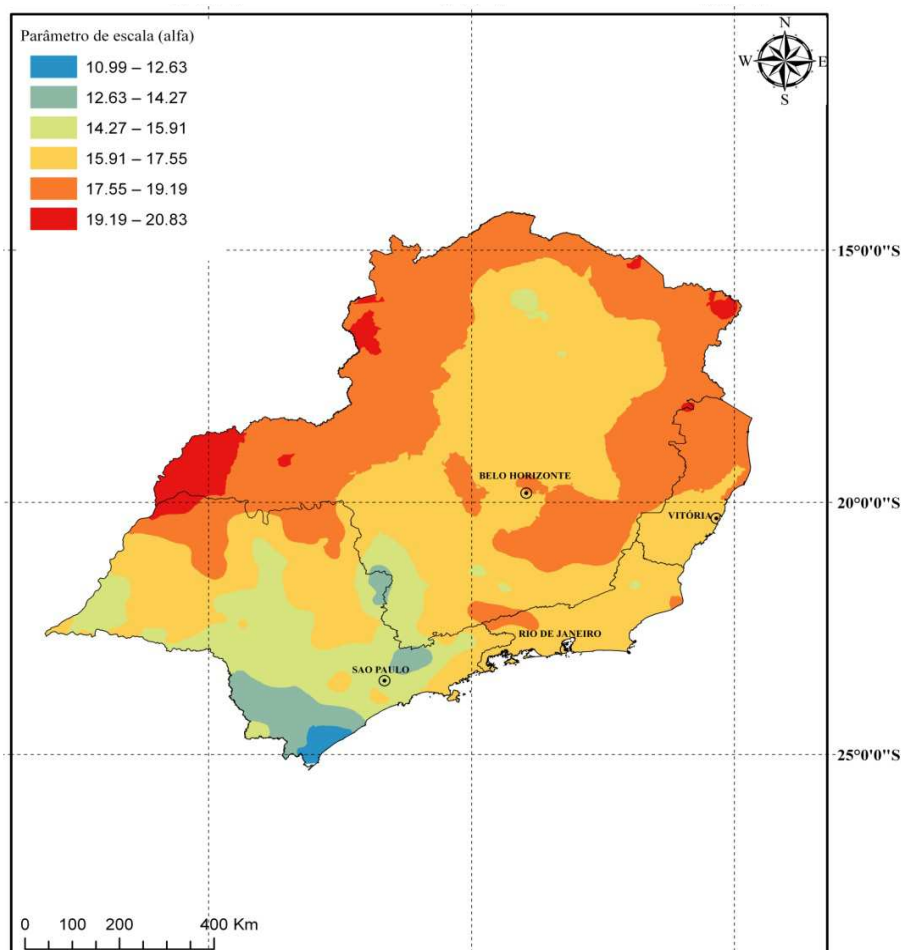 Parâmetro de escala (alfa)
10.99 – 12.63
12.63 – 14.27
14.27 – 15.91
15.91 – 17.55
17.55 – 19.19
19.19 – 20.83
N
W E
S
15°0'0"S
BELO HORIZONTE
20°0'0"S
VITÓRIA
RIO DE JANEIRO
SAO PAULO
25°0'0"S
0 100 200 400 Km